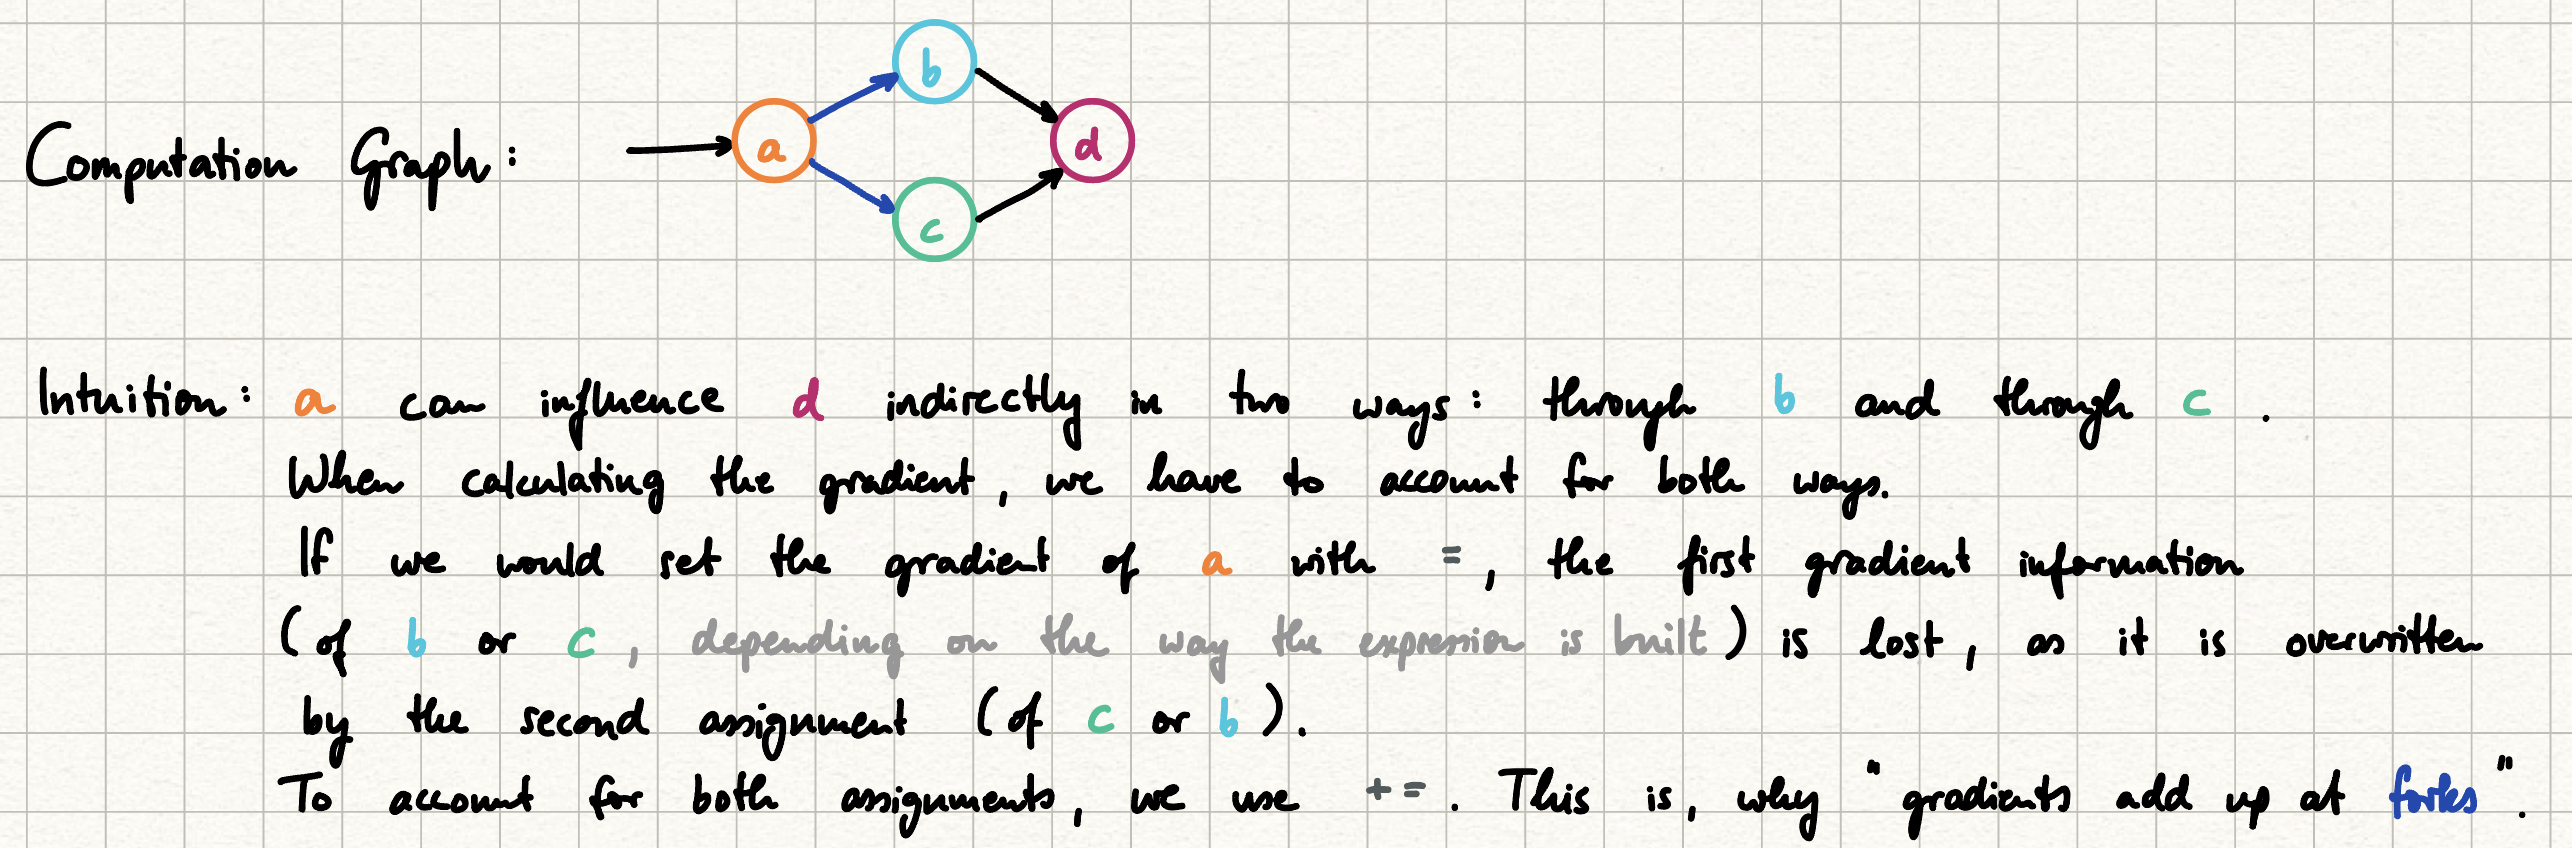 b
Computation Graph: a d
c
Intuition: a can influence d indirectly in two ways: through b and through c.
When calculating the gradient, we have to account for both ways.
If we would set the gradient of a with =, the first gradient information
(of b or c, depending on the way the expression is built) is lost, as it is overwritten
by the second assignment (of c or b).
To account for both assignments, we use +=. This is, why "gradients add up at forks".